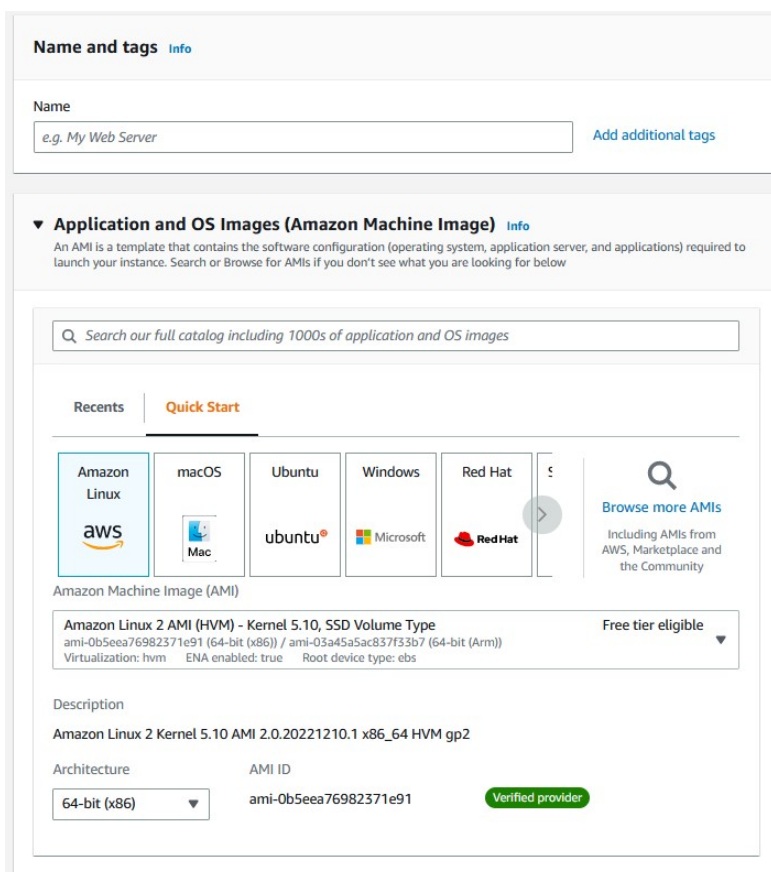 Name and tags Info
Name
e.g. My Web Server
Add additional tags
Application and OS Images (Amazon Machine Image) Info
An AMI is a template that contains the software configuration (operating system, application server, and applications) required to
launch your instance. Search or Browse for AMIs if you don't see what you are looking for
below
Search our full catalog including 1000s of application and OS images
Recents
Quick Start
Amazon
Linux
aws
macOS
Mac
Ubuntu
ubuntu®
Windows
Microsoft
Red Hat
Red Hat
S
Browse more AMIs
Including AMIs from
AWS, Marketplace and
the Community
Amazon Machine Image (AMI)
Amazon Linux 2 AMI (HVM) - Kernel 5.10, SSD Volume Type
Free tier eligible
ami-0b5eea76982371e91 (64-bit (x86)) / ami-03a45a5ac837f33b7 (64-bit (Arm))
Virtualization: hvm ENA enabled: true Root device type: ebs
Description
Amazon Linux 2 Kernel 5.10 AMI 2.0.20221210.1 x86_64 HVM gp2
Architecture
AMI ID
64-bit (x86)
ami-0b5eea76982371e91
Verified provider